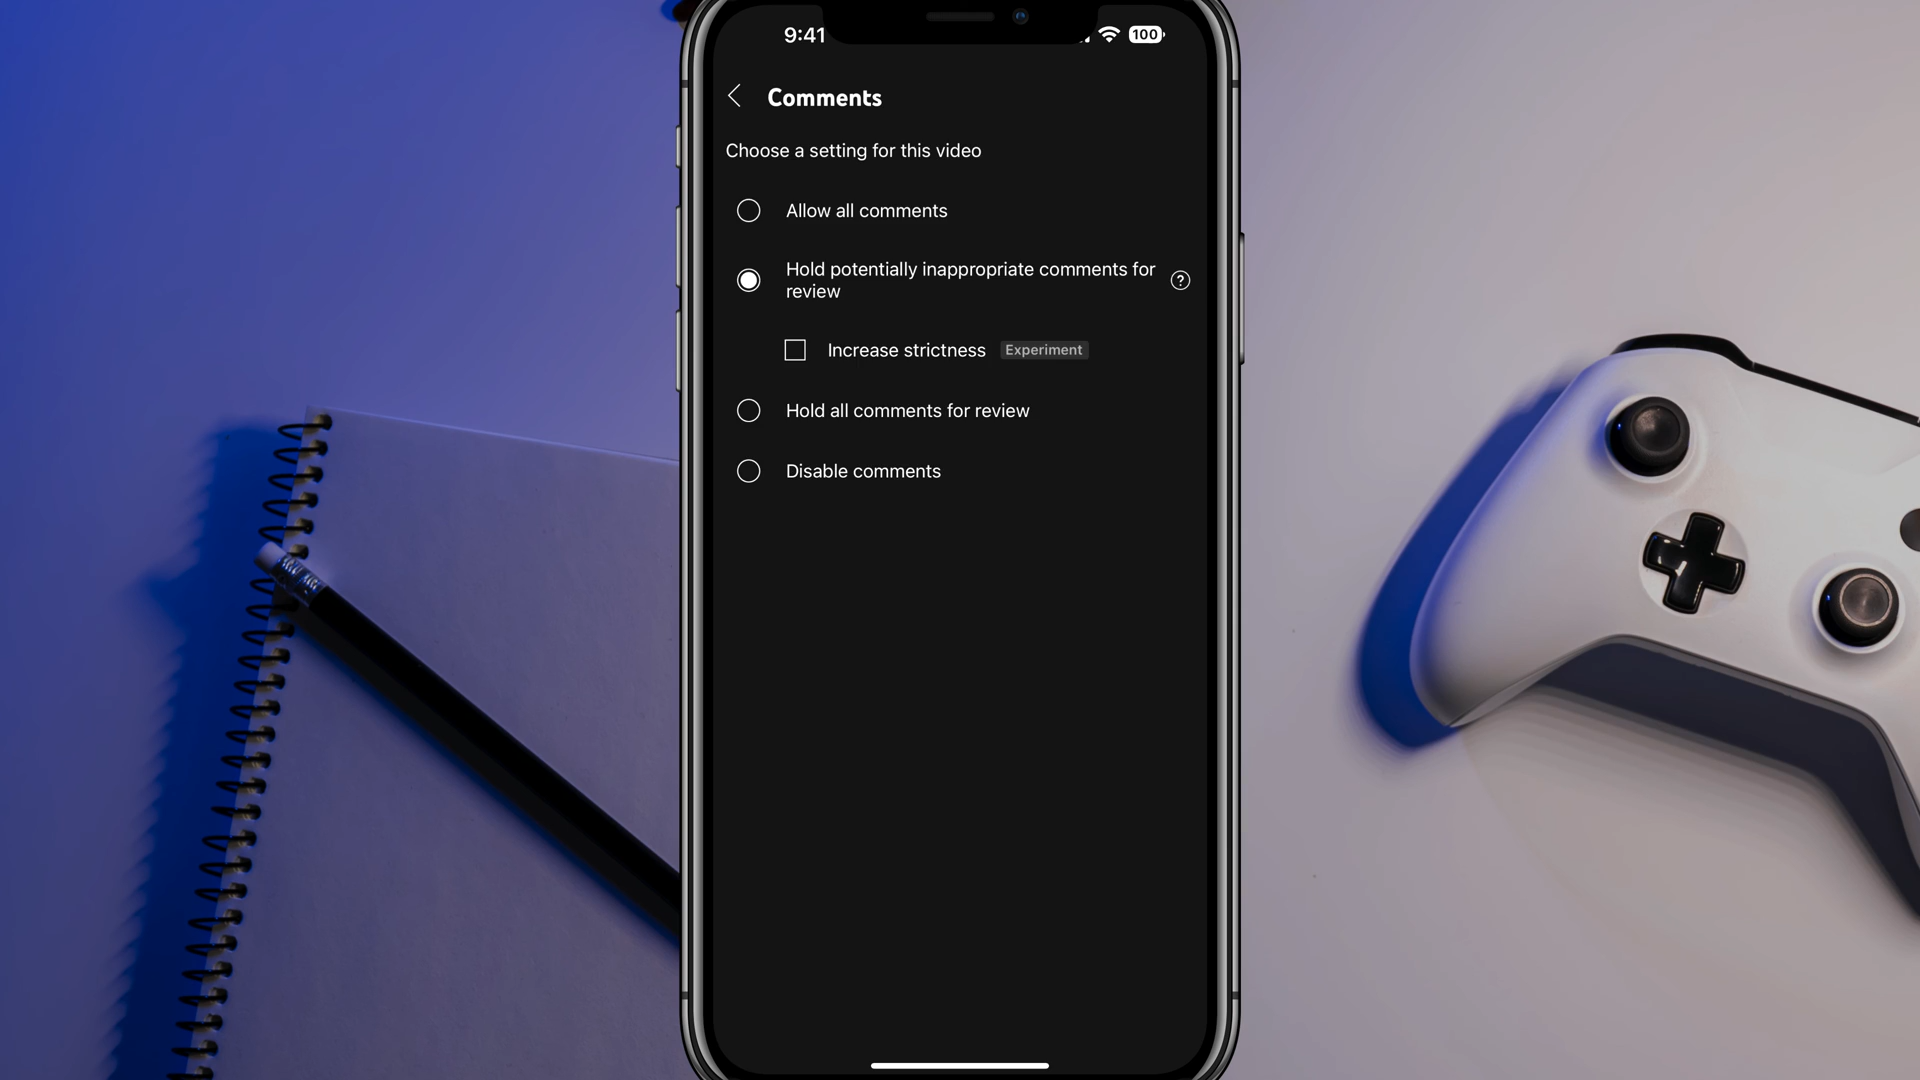 9:41
100
Comments
Choose a setting for this video
Allow all comments
Hold potentially inappropriate comments for
review
?
Increase strictness Experiment
Hold all comments for review
Disable comments